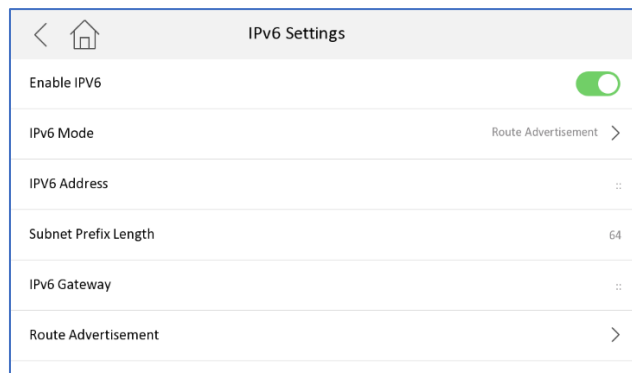 IPv6 Settings
Enable IPV6
IPv6 Mode Route Advertisement
IPV6 Address ::
Subnet Prefix Length 64
IPv6 Gateway ::
Route Advertisement